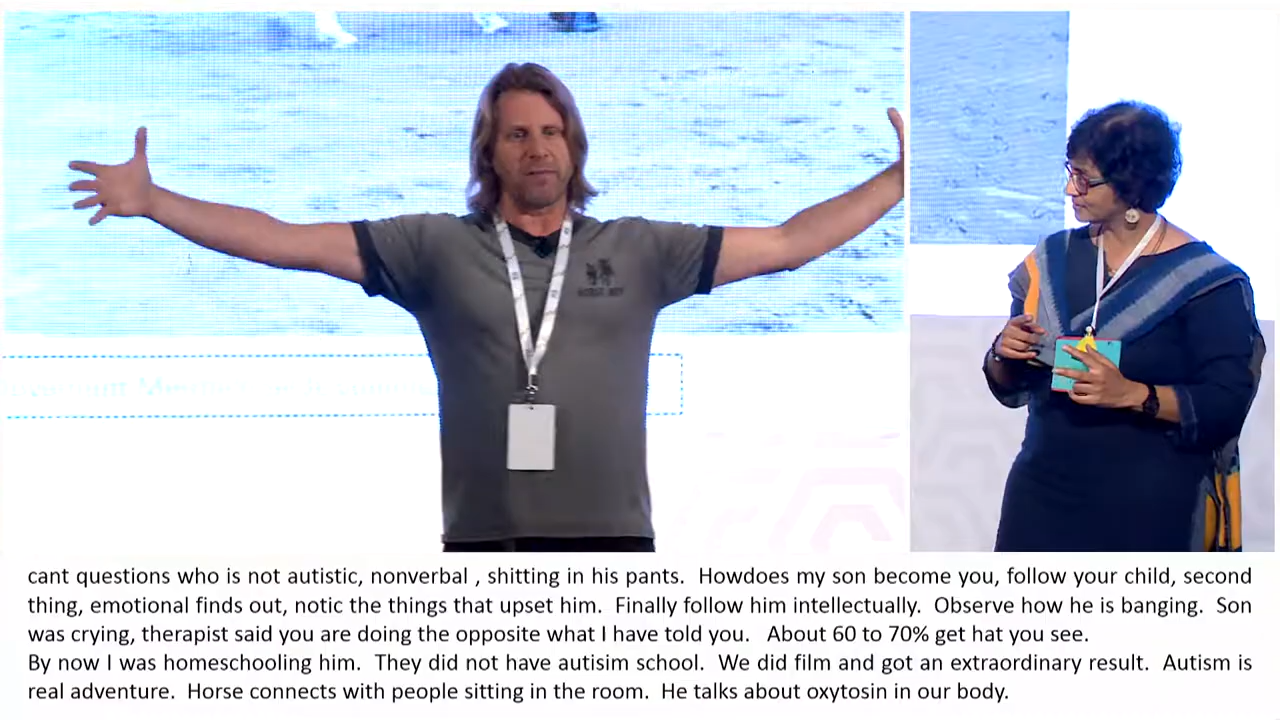 HORSE BOY
cant questions who is not autistic, nonverbal , shitting in his pants.  Howdoes my son become you, follow your child, second
thing, emotional finds out, notic the things that upset him.  Finally follow him intellectually.  Observe how he is banging.  Son
was crying, therapist said you are doing the opposite what I have told you.   About 60 to 70% get hat you see.
By now I was homeschooling him.  They did not have autisim school.  We did film and got an extraordinary result.  Autism is
real adventure.  Horse connects with people sitting in the room.  He talks about oxytosin in our body.